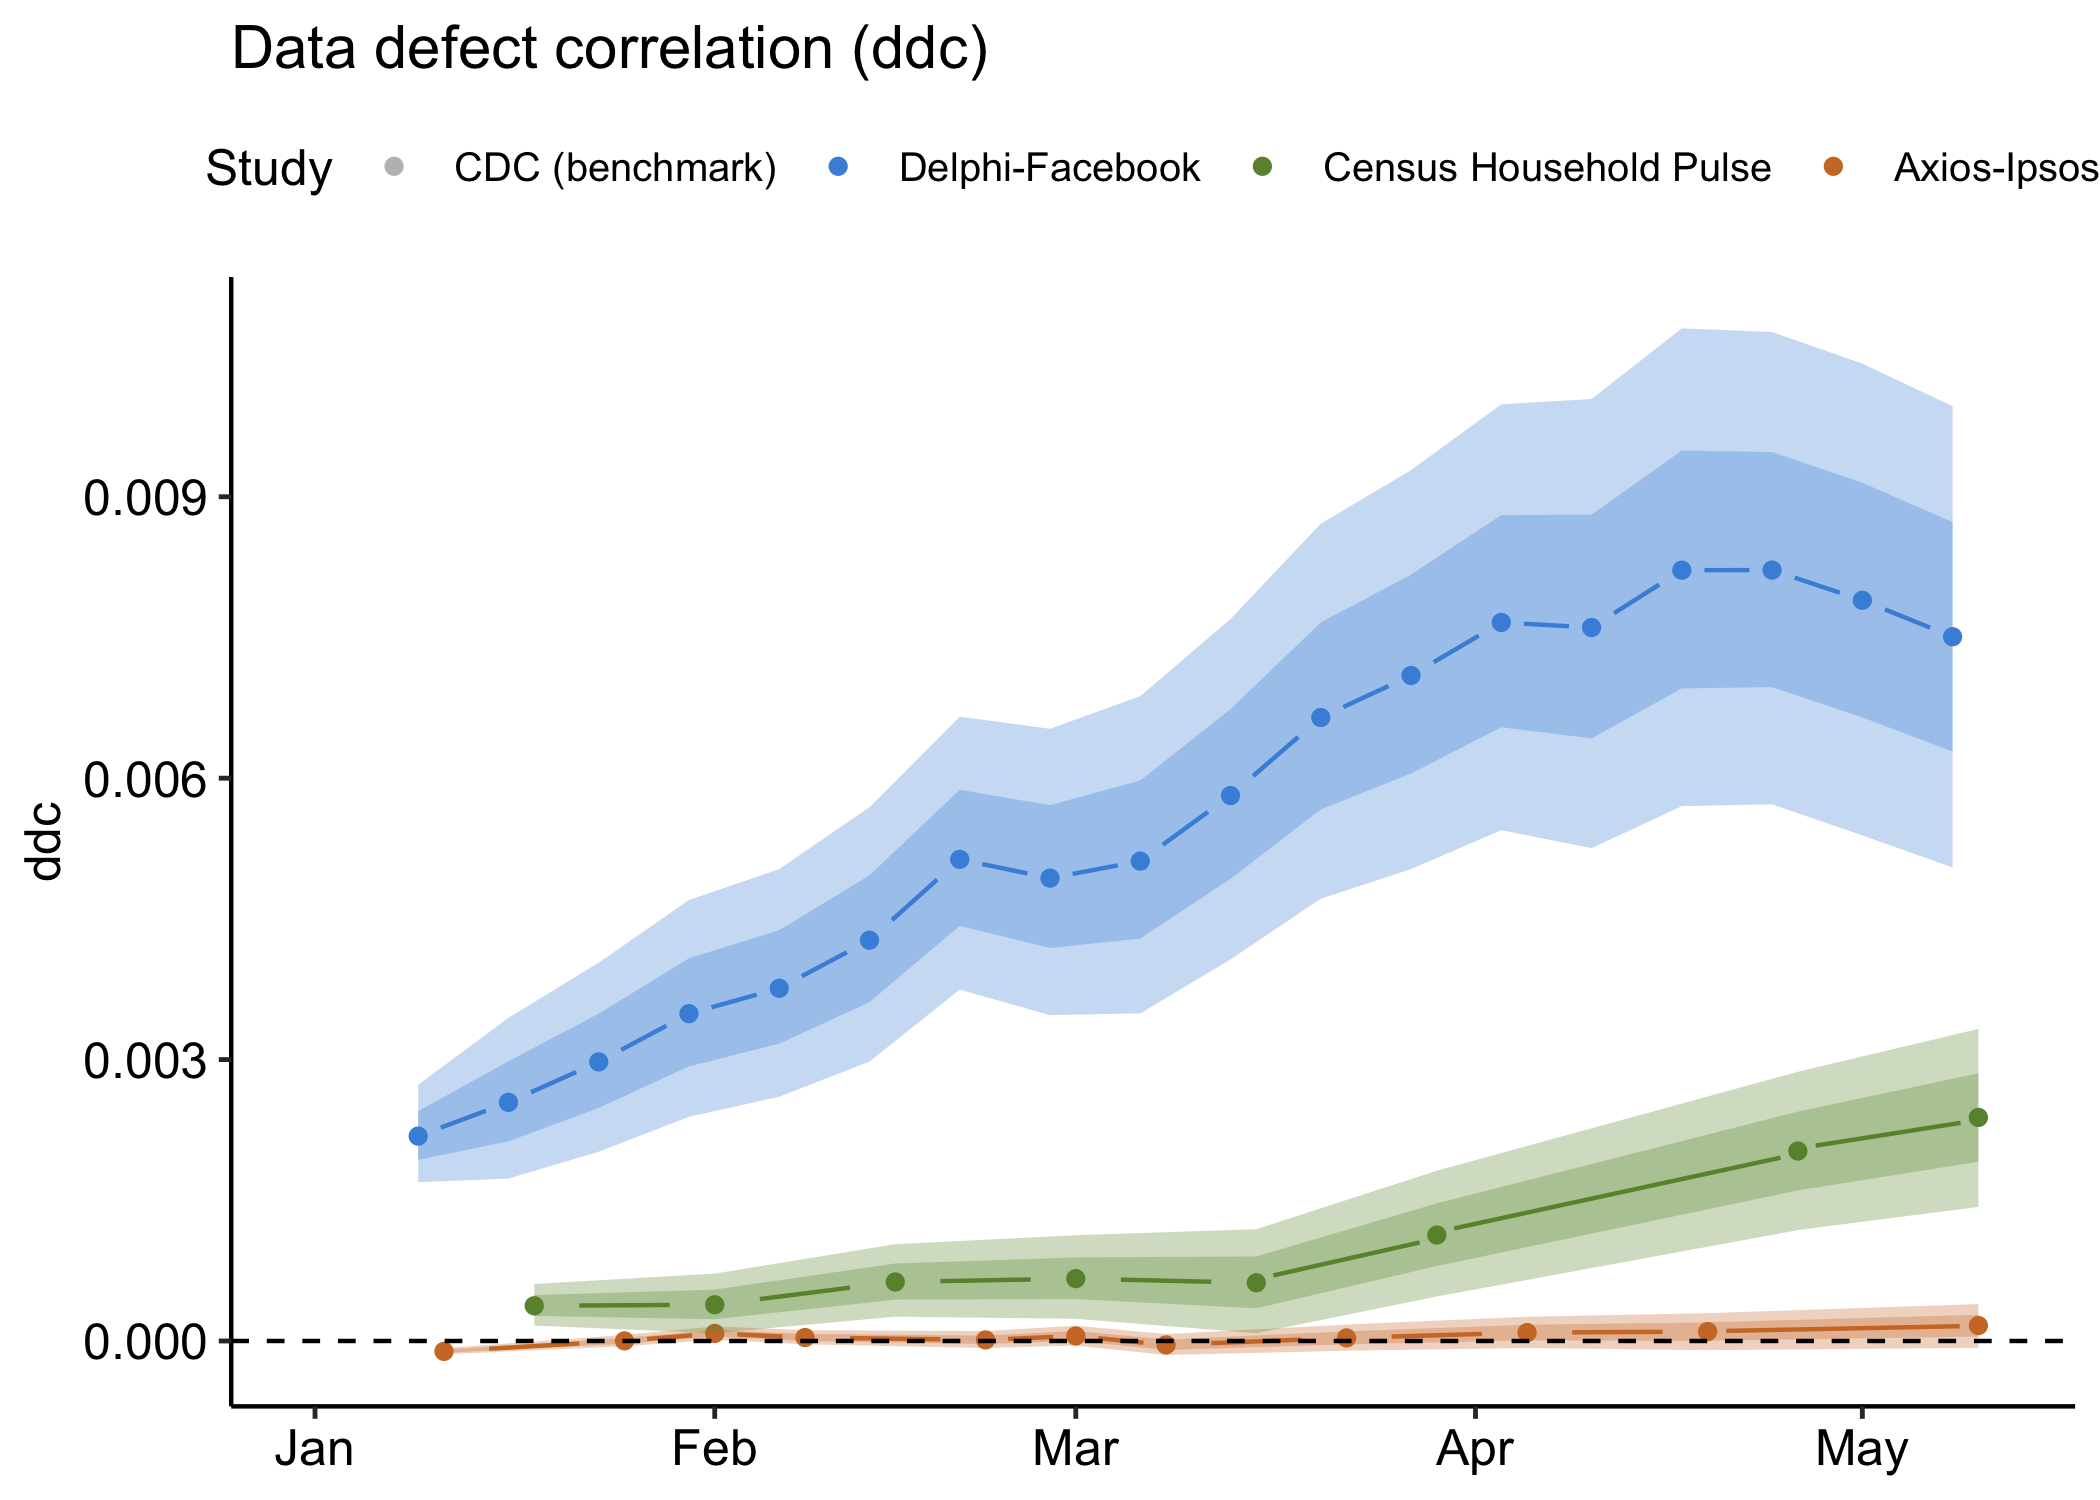 Data defect correlation (ddc)
Study CDC (benchmark) Delphi-Facebook Census Household Pulse Axios-Ipsos
ddc
0.009
0.006
0.003
0.000
Jan Feb Mar Apr May